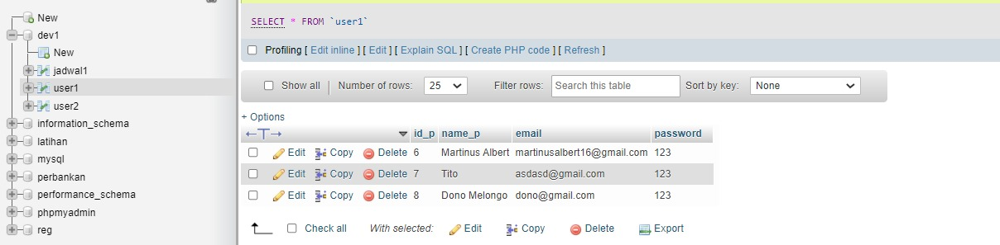 New
dev1
New
jadwal1
user1
user2
information_schema
latihan
mysql
perbankan
performance_schema
phpmyadmin
reg
SELECT * FROM `user1`
Profiling [ Edit inline ] [ Edit ] [ Explain SQL ] [ Create PHP code ] [ Refresh ]
Show all | Number of rows: 25 Filter rows: Search this table Sort by key: None
+ Options
←T→ id_p name_p email password
Edit Copy Delete 6 Martinus Albert martinusalbert16@gmail.com 123
Edit Copy Delete 7 Tito asdasd@gmail.com 123
Edit Copy Delete 8 Dono Melongo dono@gmail.com 123
Check all With selected: Edit Copy Delete Export